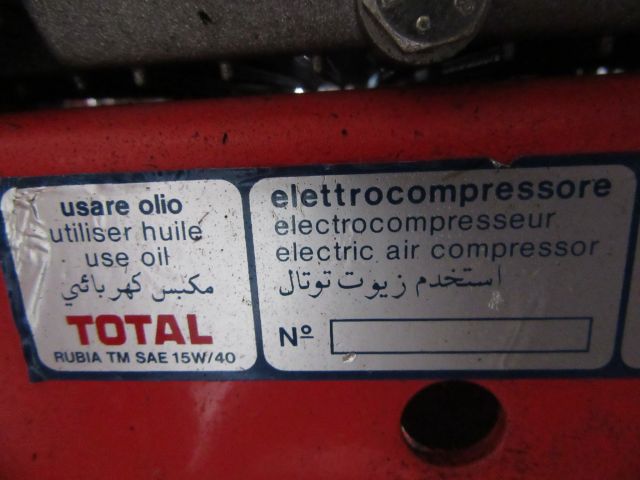 usare olio
utiliser huile
use oil
مكبس كهربائي
TOTAL
RUBIA TM SAE 15W/40
elettrocompressore
electrocompresseur
electric air compressor
استخدم زيوت توتال
Nº